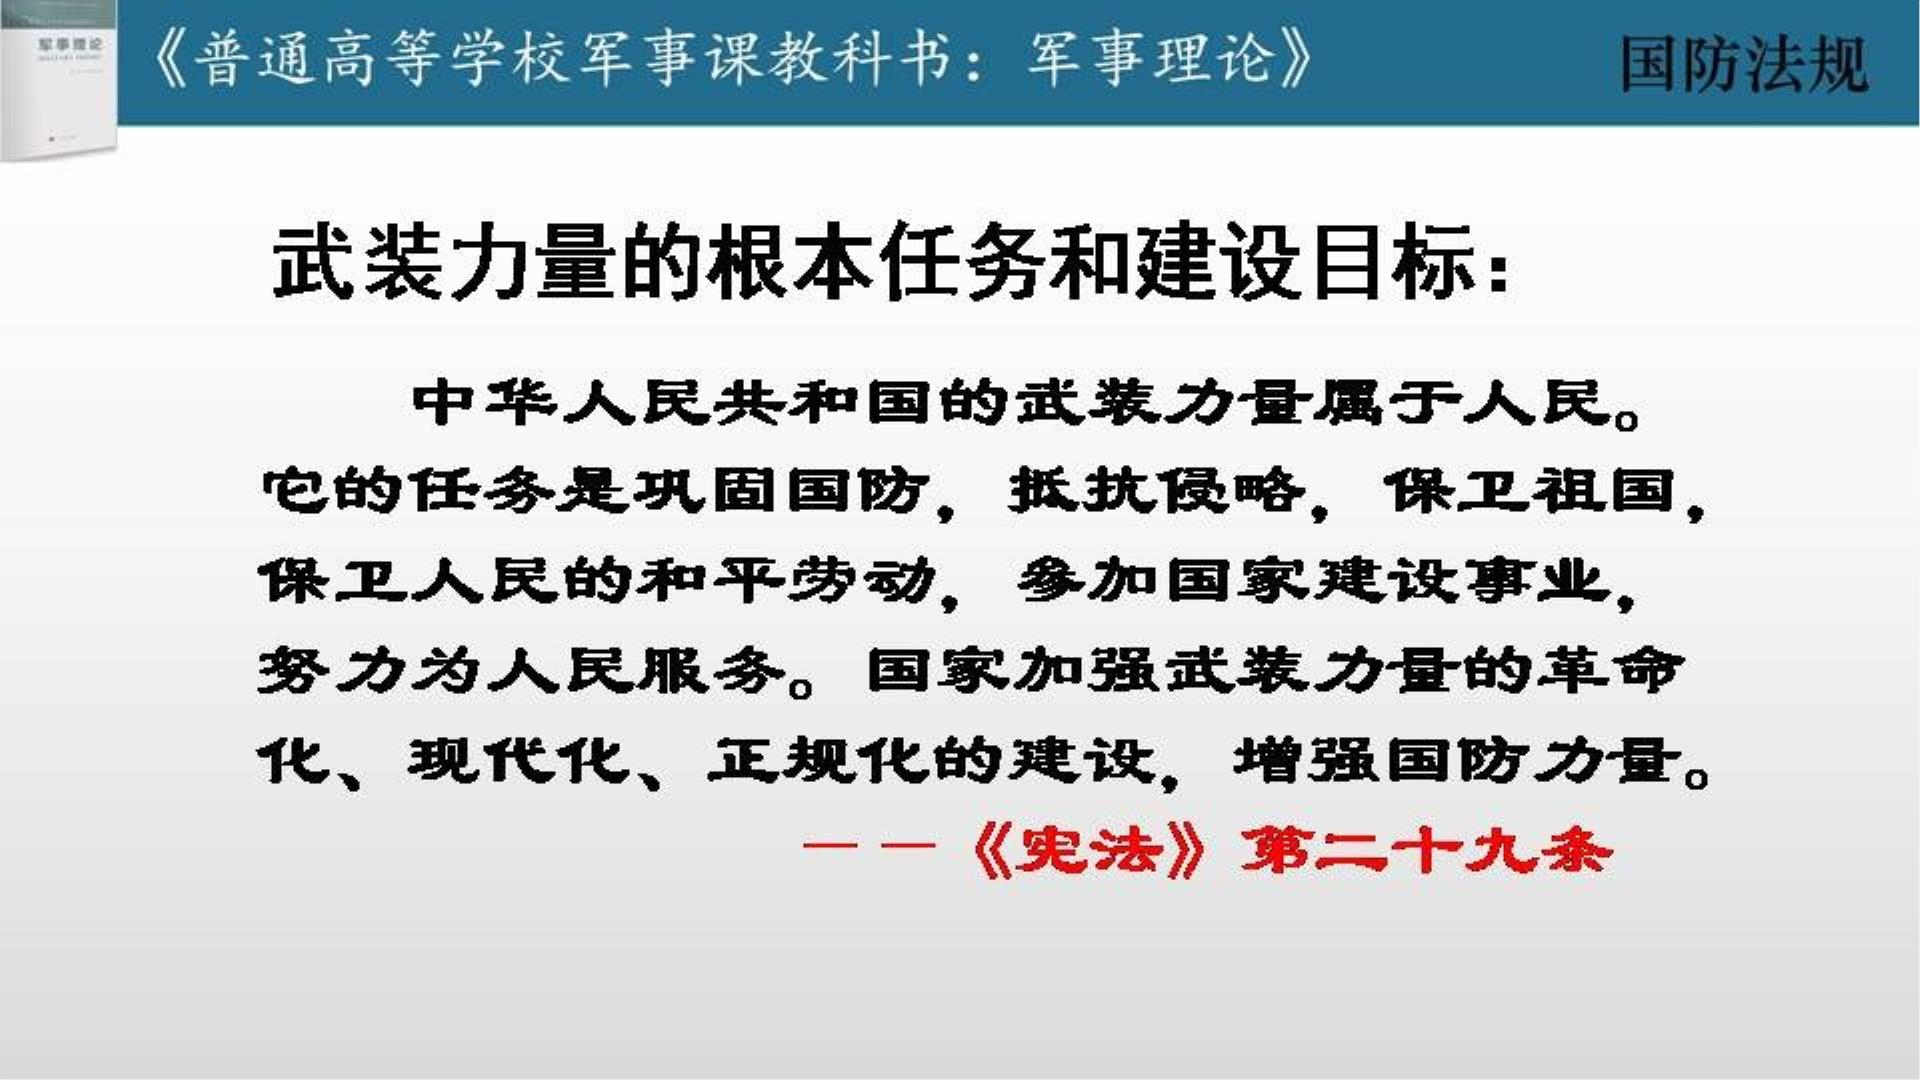 军事理论
《普通高等学校军事课教科书：军事理论》
国防法规
武装力量的根本任务和建设目标：
中华人民共和国的武装力量属于人民。
它的任务是巩固国防，抵抗侵略，保卫祖国，
保卫人民的和平劳动，参加国家建设事业，
努力为人民服务。国家加强武装力量的革命
化、现代化、正规化的建设，增强国防力量。
——《宪法》第二十九条